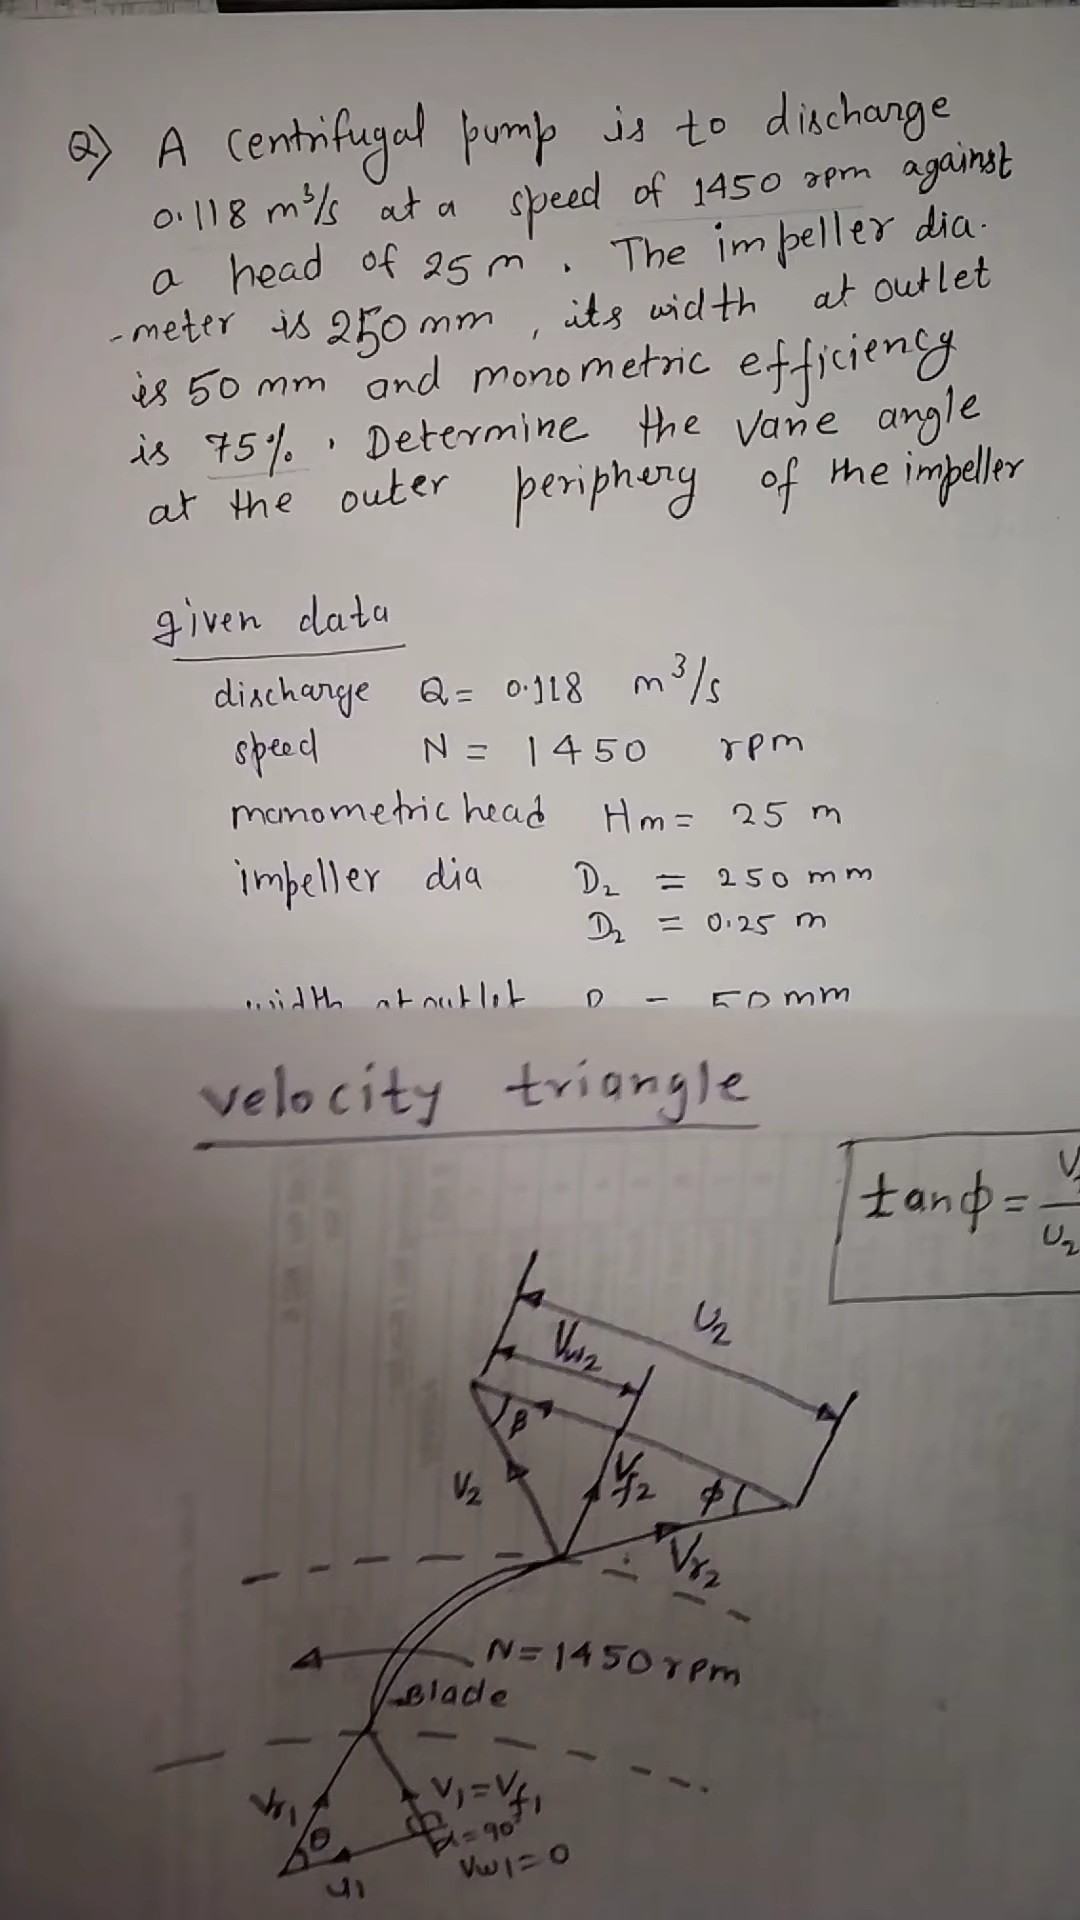 Q) A centrifugal pump is to discharge
0.118 m³/s at a speed of 1450 rpm against
a head of 25 m. The impeller dia-
-meter is 250 mm, its width at outlet
is 50 mm and monometric efficiency
is 75%. Determine the vane angle
at the outer periphery of the impeller
given data
discharge Q = 0.118 m³/s
speed N = 1450 rpm
manometric head Hm = 25 m
impeller dia D₂ = 250 mm
D₂ = 0.25 m
width at outlet = 50 mm
velocity triangle
tanϕ =
U₂
U₂
Vw₂
β
V₂
Vf₂
ϕ
Vr₂
N = 1450 rpm
Blade
Vr₁
V₁ = Vf₁
θ
α = 90°
Vw1 = 0
u₁